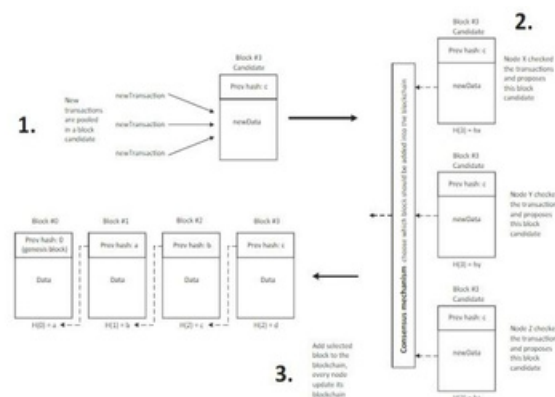 1.
New
transactions
are pooled
in a block
candidate
newTransaction
newTransaction
newTransaction
Block #3
Candidate
Prev hash: c
newData
2.
Consensus mechanism: choose which block should be added into the blockchain
Block #3
Candidate
Prev hash: c
newData
H(3) = hx
Node X checked
the transactions
and proposes
this block
candidate
Block #3
Candidate
Prev hash: c
newData
H(3) = hy
Node Y checked
the transaction
and proposes
this block
candidate
Block #3
Candidate
Prev hash: c
newData
Node Z checked
the transaction
and proposes
this block
candidate
Block #0
Prev hash: 0
(genesis block)
Data
H(0) = a
Block #1
Prev hash: a
Data
H(1) = b
Block #2
Prev hash: b
Data
H(2) = c
Block #3
Prev hash: c
Data
H(2) = d
3.
Add selected
block to the
blockchain,
every node
update its
blockchain